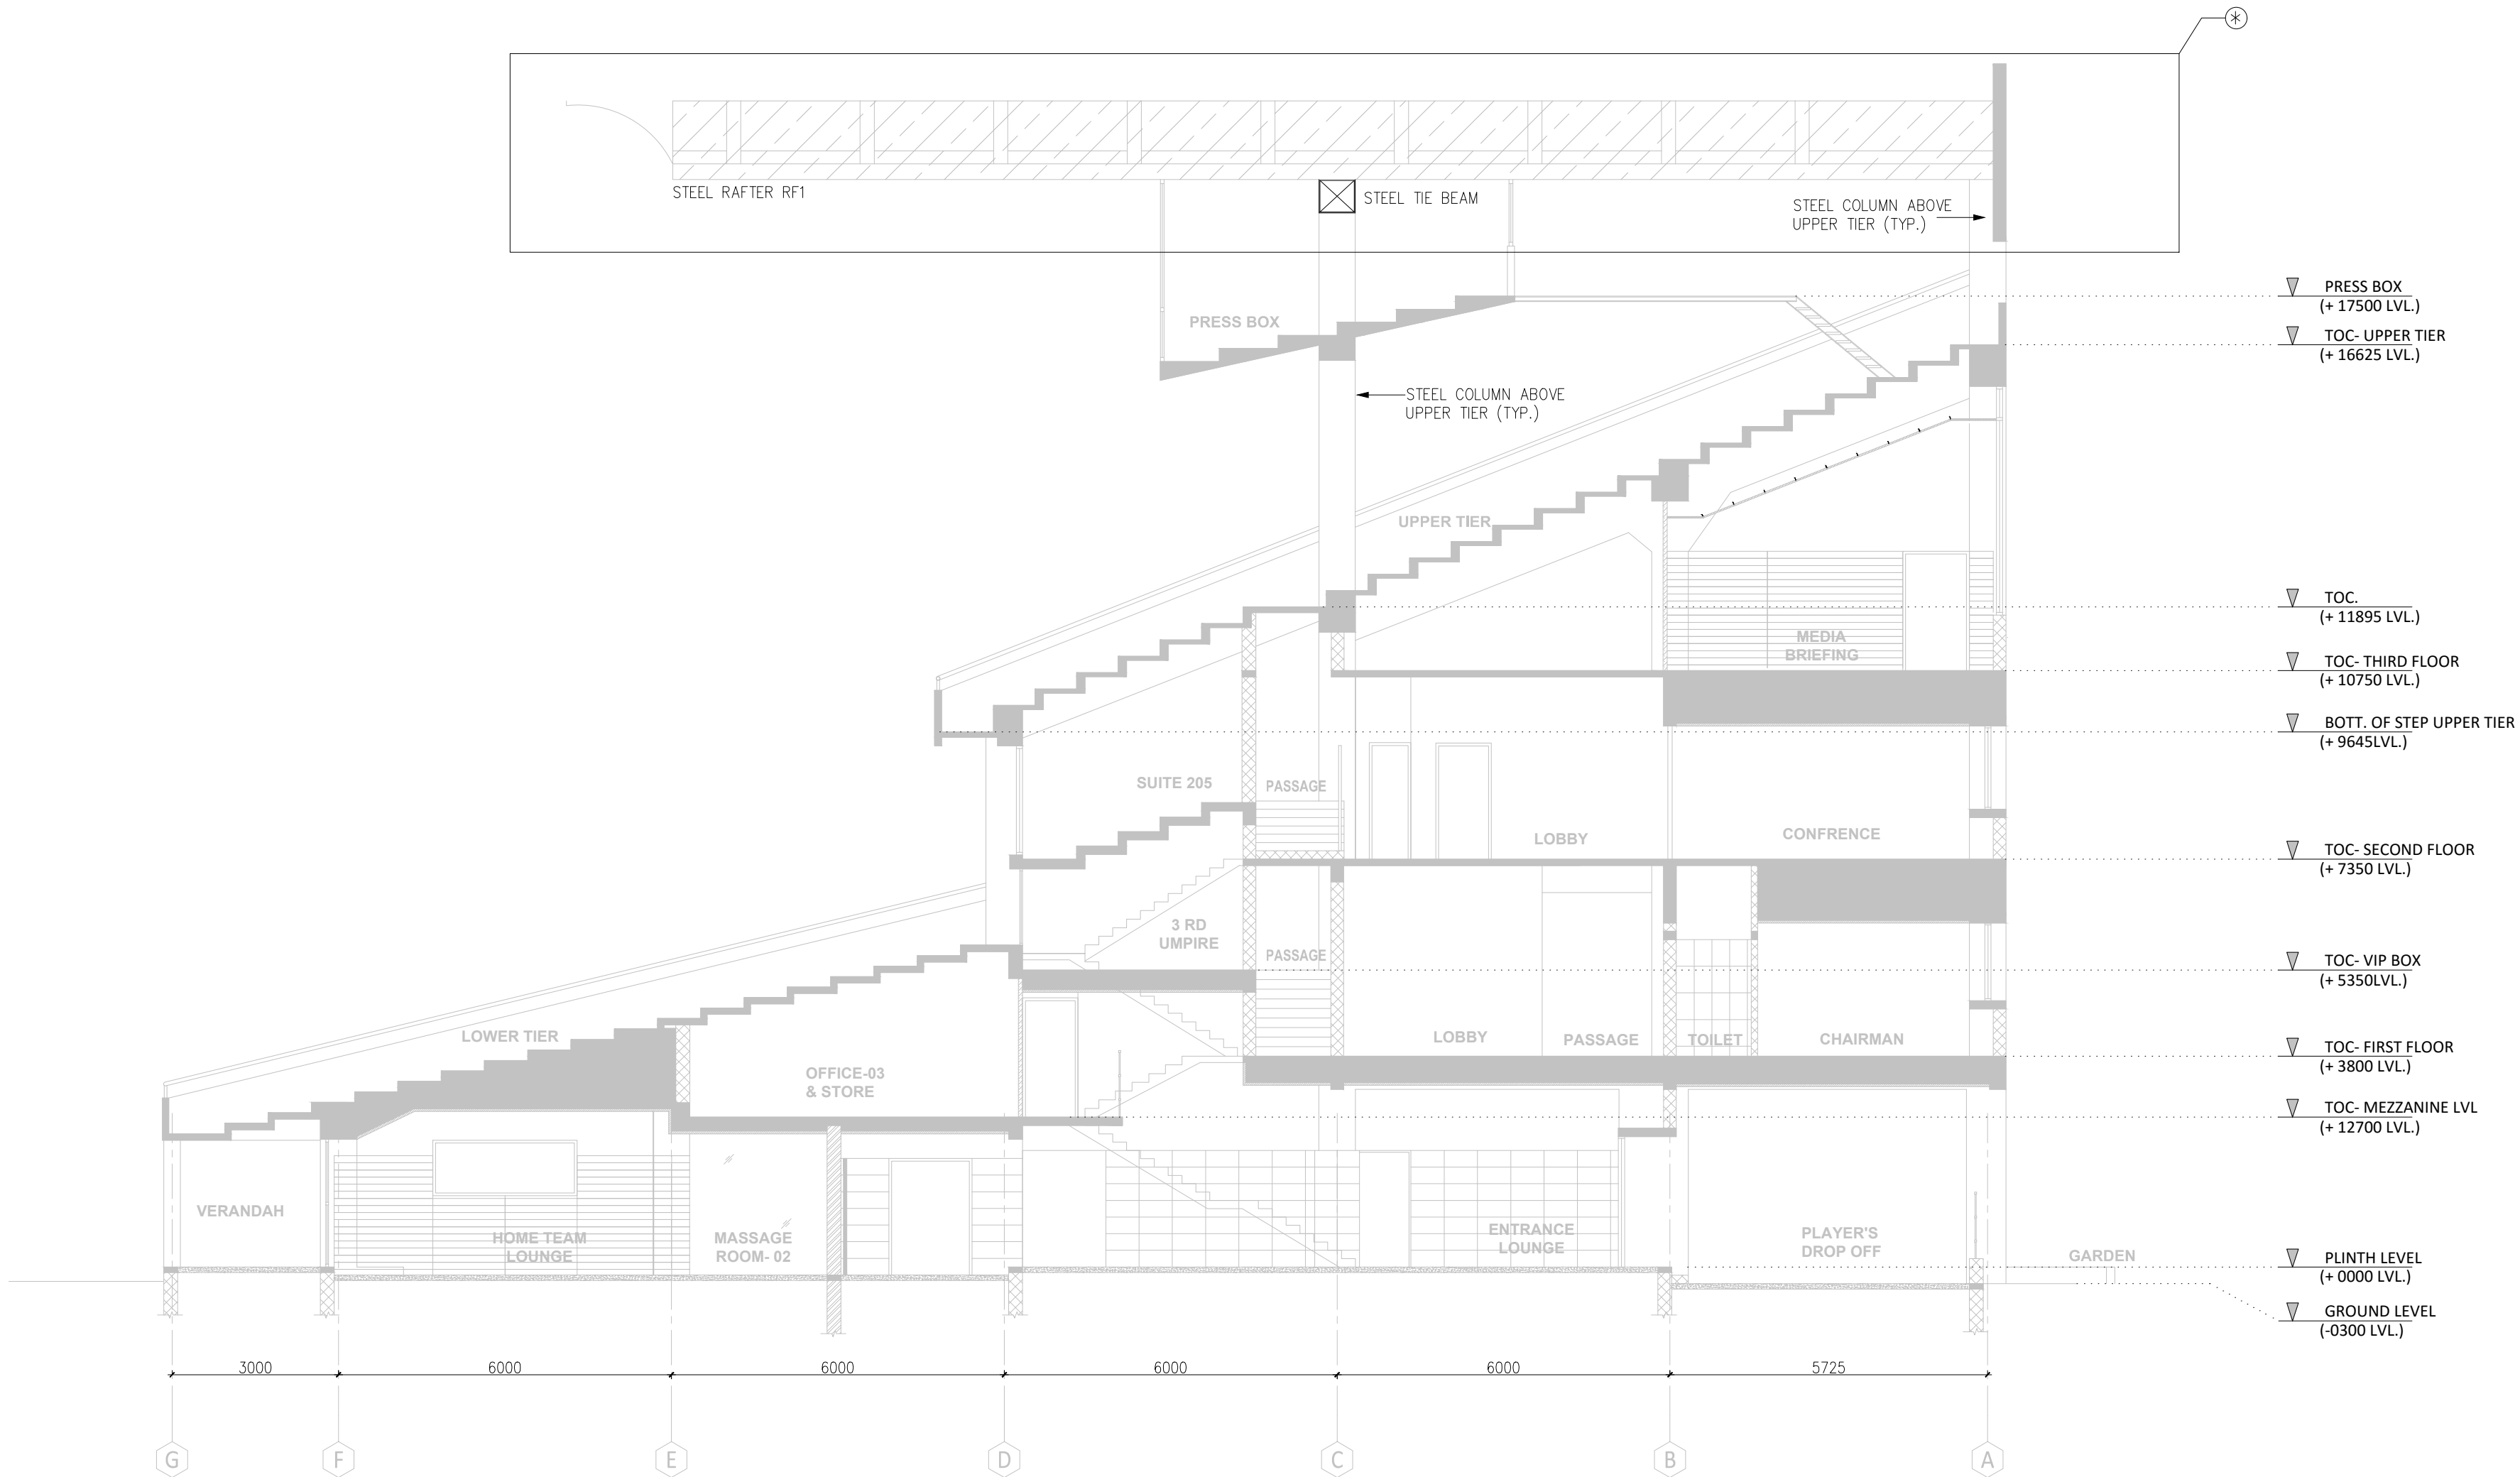 STEEL RAFTER RF1
STEEL TIE BEAM
STEEL COLUMN ABOVE
UPPER TIER (TYP.)
PRESS BOX
(+ 17500 LVL.)
PRESS BOX
TOC- UPPER TIER
(+ 16625 LVL.)
STEEL COLUMN ABOVE
UPPER TIER (TYP.)
UPPER TIER
TOC.
(+ 11895 LVL.)
MEDIA
BRIEFING
TOC- THIRD FLOOR
(+ 10750 LVL.)
BOTT. OF STEP UPPER TIER
(+ 9645LVL.)
SUITE 205
PASSAGE
LOBBY
CONFRENCE
TOC- SECOND FLOOR
(+ 7350 LVL.)
3 RD
UMPIRE
PASSAGE
TOC- VIP BOX
(+ 5350LVL.)
LOWER TIER
LOBBY
PASSAGE
TOILET
CHAIRMAN
TOC- FIRST FLOOR
(+ 3800 LVL.)
OFFICE-03
& STORE
TOC- MEZZANINE LVL
(+ 12700 LVL.)
VERANDAH
HOME TEAM
LOUNGE
MASSAGE
ROOM- 02
ENTRANCE
LOUNGE
PLAYER'S
DROP OFF
GARDEN
PLINTH LEVEL
(+ 0000 LVL.)
GROUND LEVEL
(-0300 LVL.)
3000
6000
6000
6000
6000
5725
G
F
E
D
C
B
A